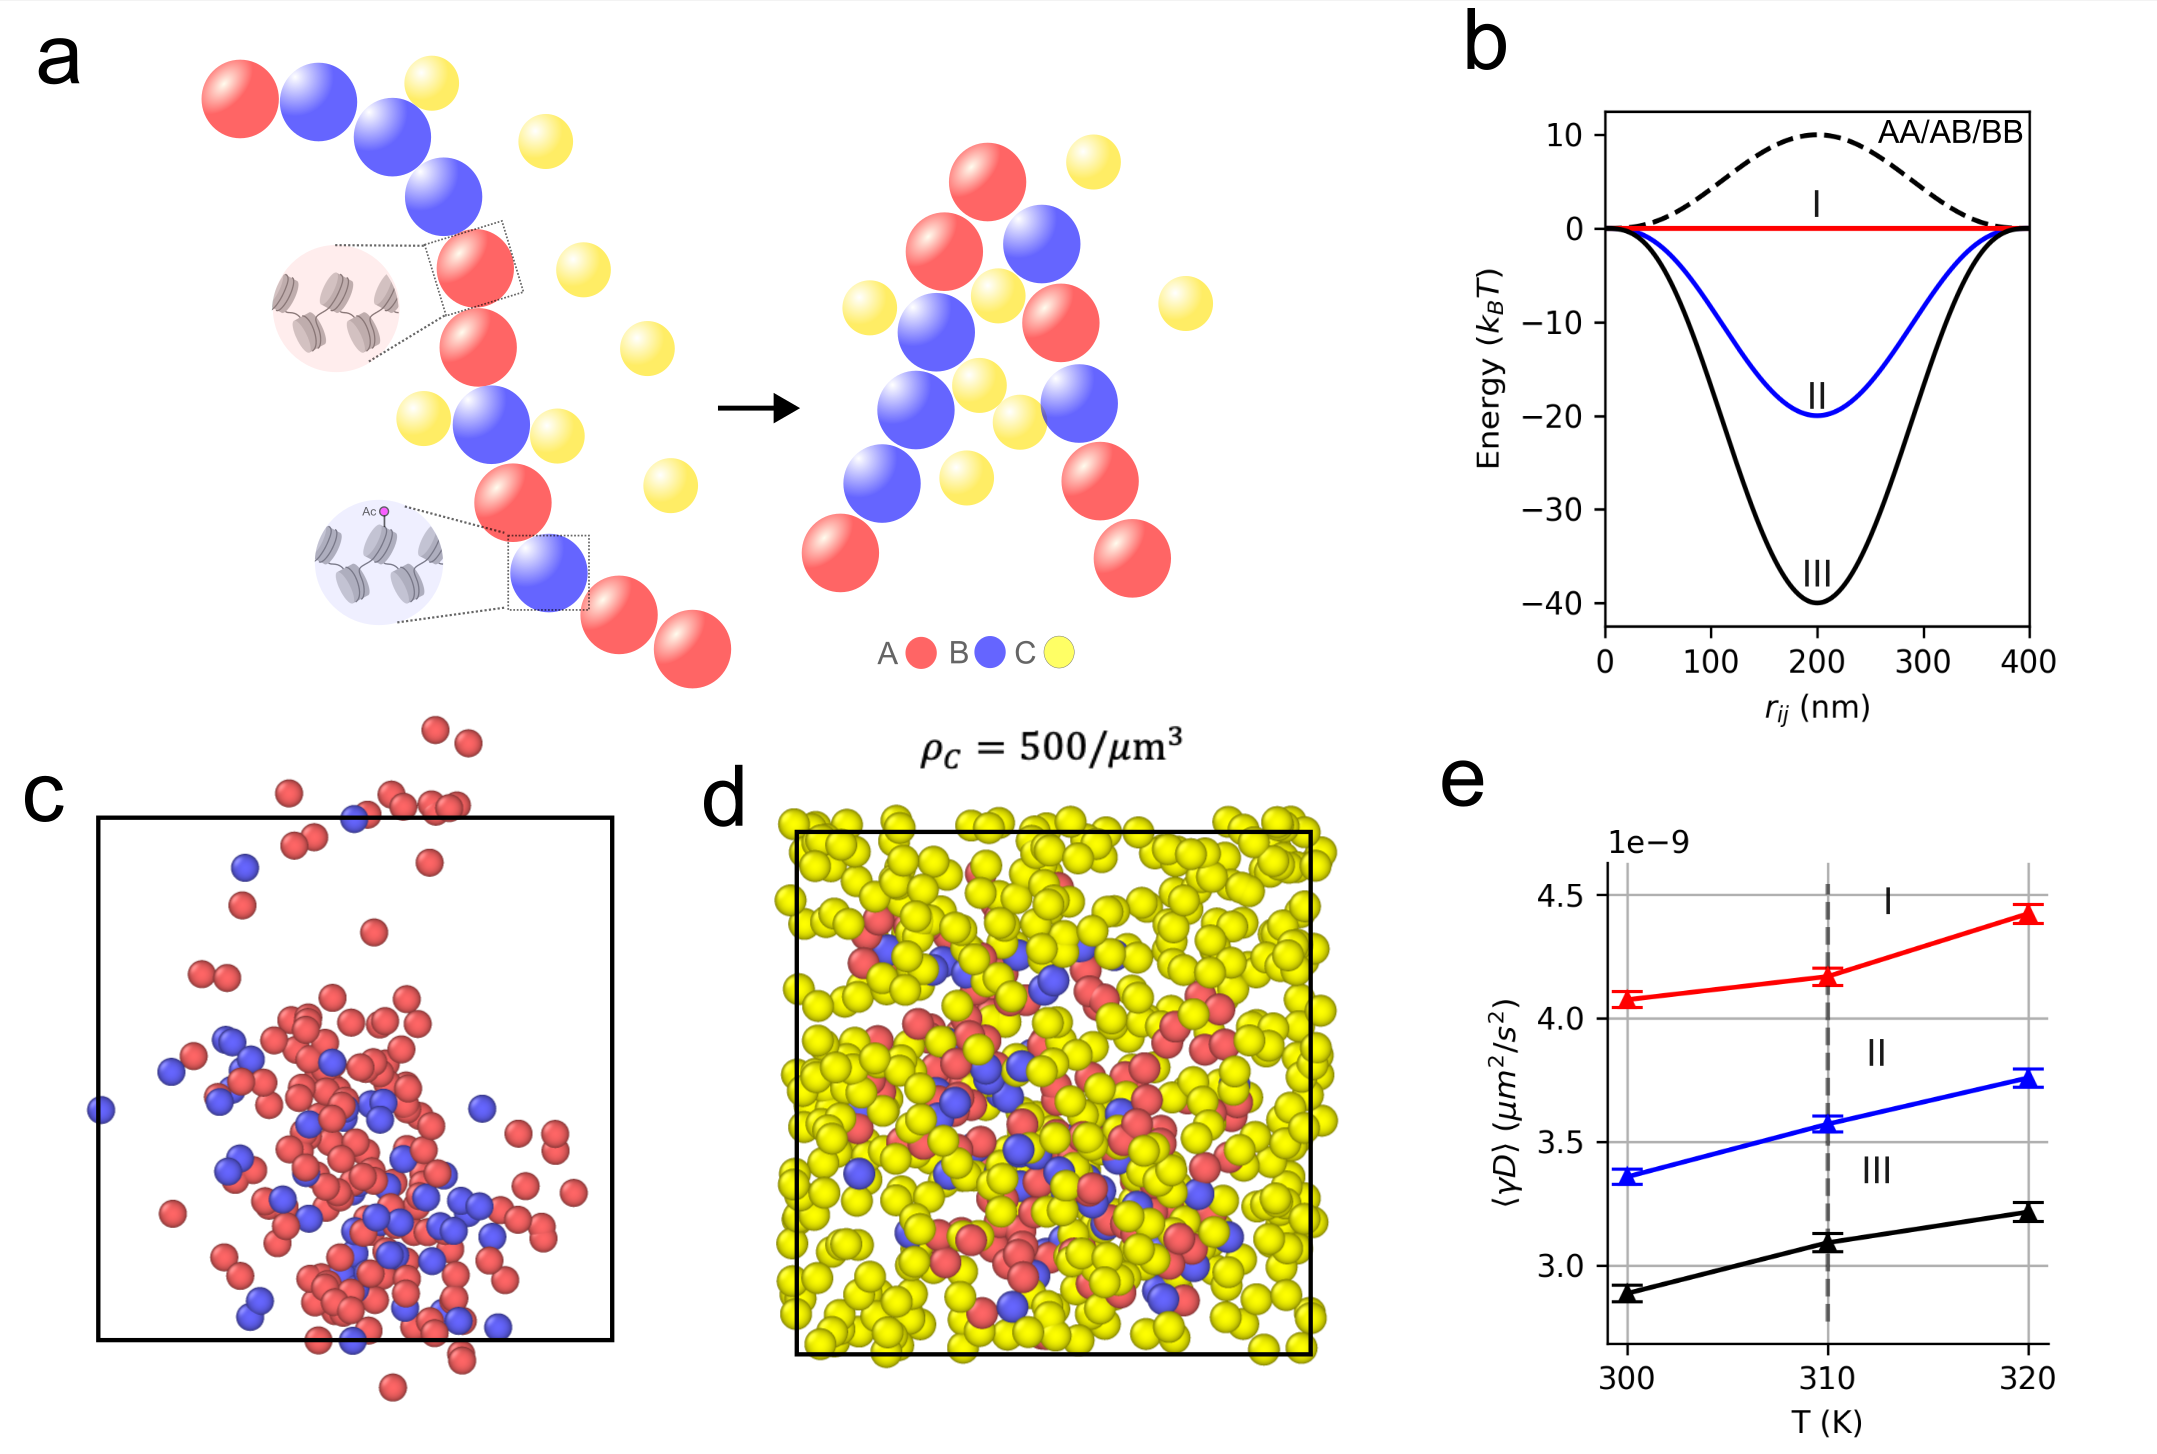 a
Ac
A B C
b
AA/AB/BB
I
II
III
10
0
−10
−20
−30
−40
Energy (k_BT)
0 100 200 300 400
r_ij (nm)
c
d
ρ_C = 500/μm³
e
1e−9
4.5
4.0
3.5
3.0
⟨γD⟩ (μm²/s²)
I
II
III
300 310 320
T (K)